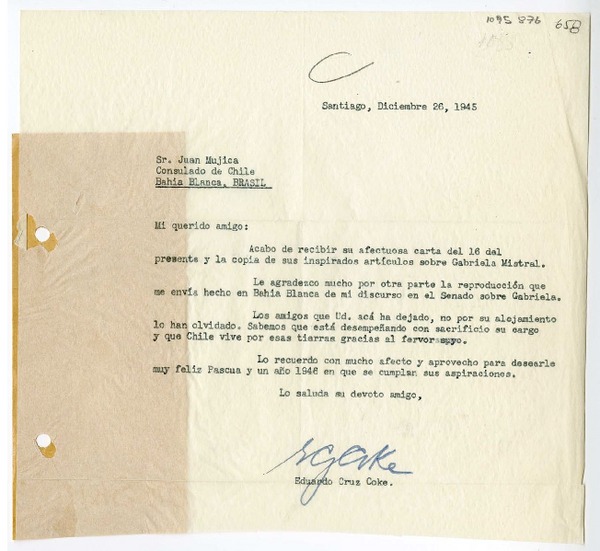 1095 876 658
Santiago, Diciembre 26, 1945
Sr. Juan Mujica
Consulado de Chile
Bahia Blanca, BRASIL
Mi querido amigo:
Acabo de recibir su afectuosa carta del 16 del
presente y la copia de sus inspirados artículos sobre Gabriela Mistral.
Le agradezco mucho por otra parte la reproducción que
me envía hecho en Bahia Blanca de mi discurso en el Senado sobre Gabriela.
Los amigos que Ud. acá ha dejado, no por su alojamiento
lo han olvidado. Sabemos que está desempeñando con sacrificio su cargo
y que Chile vive por esas tierras gracias al fervor suyo.
Lo recuerdo con mucho afecto y aprovecho para desearle
muy feliz Pascua y un año 1946 en que se cumplan sus aspiraciones.
Lo saluda su devoto amigo,
Eduardo Cruz Coke.